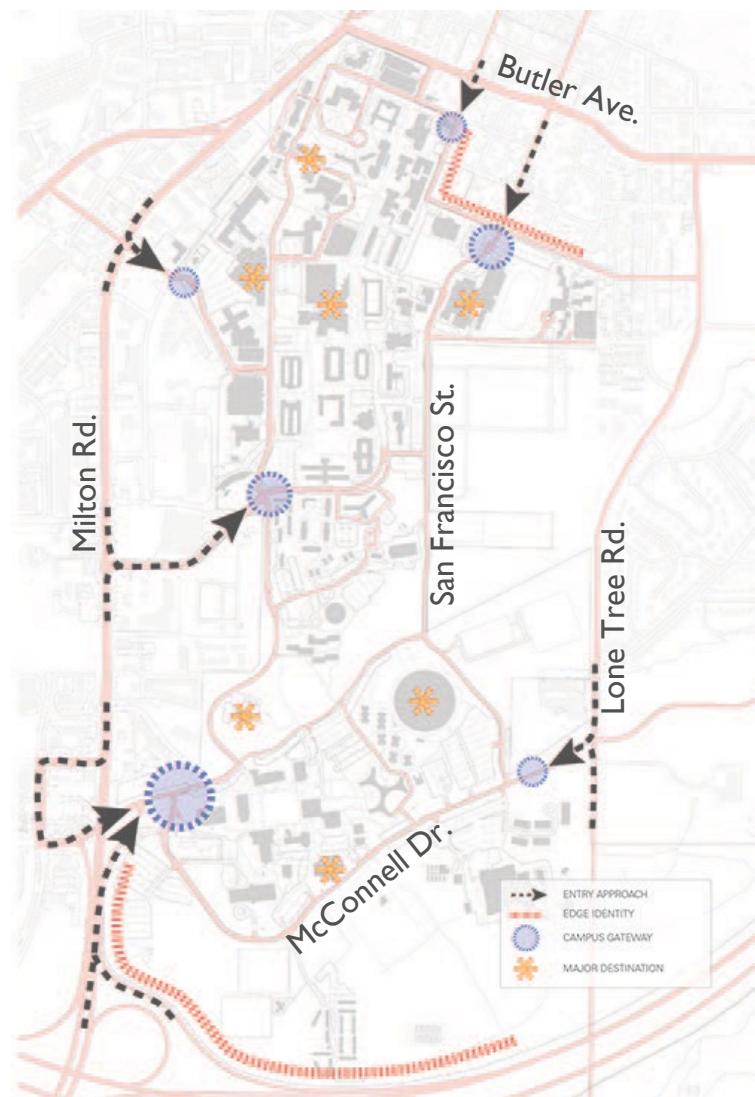 Butler Ave.
Milton Rd.
San Francisco St.
Lone Tree Rd.
McConnell Dr.
ENTRY APPROACH
EDGE IDENTITY
CAMPUS GATEWAY
MAJOR DESTINATION